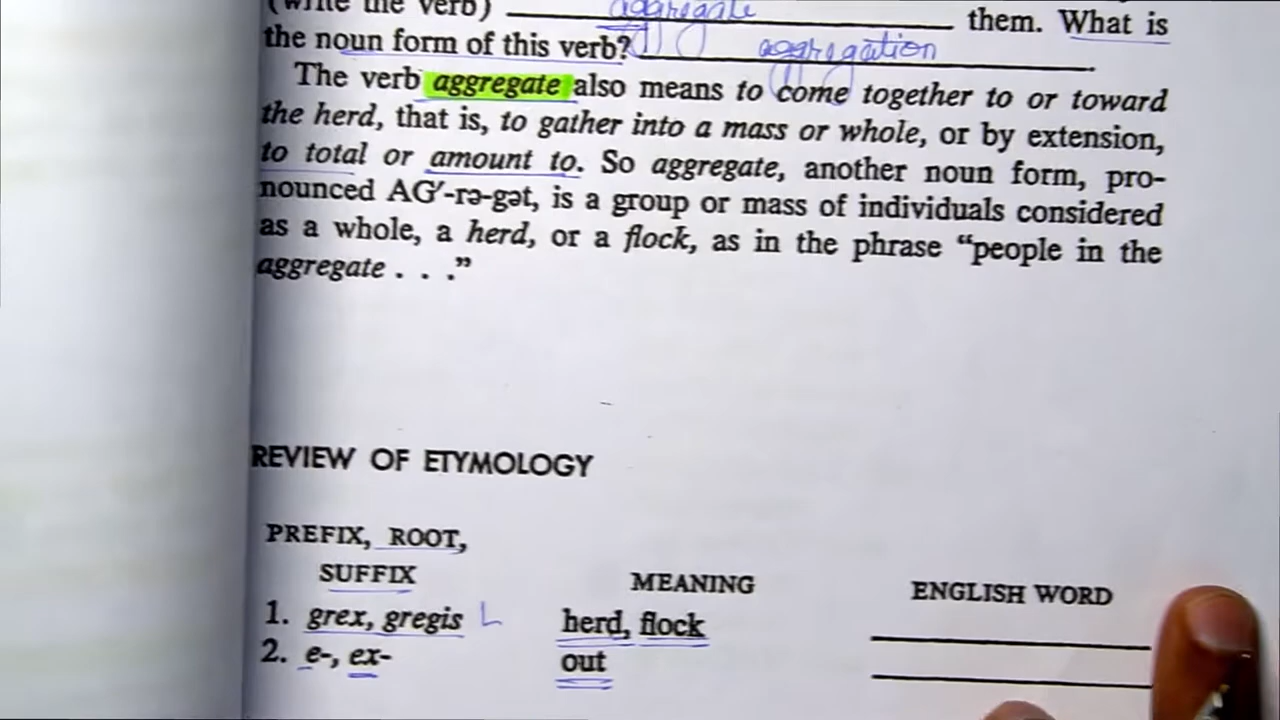 (write the verb) aggregate them. What is
the noun form of this verb? aggregation.
The verb aggregate also means to come together to or toward
the herd, that is, to gather into a mass or whole, or by extension,
to total or amount to. So aggregate, another noun form, pro-
nounced AG′-rə-gət, is a group or mass of individuals considered
as a whole, a herd, or a flock, as in the phrase “people in the
aggregate . . .”
REVIEW OF ETYMOLOGY
PREFIX, ROOT,
SUFFIX MEANING ENGLISH WORD
1. grex, gregis L herd, flock
2. e-, ex- out